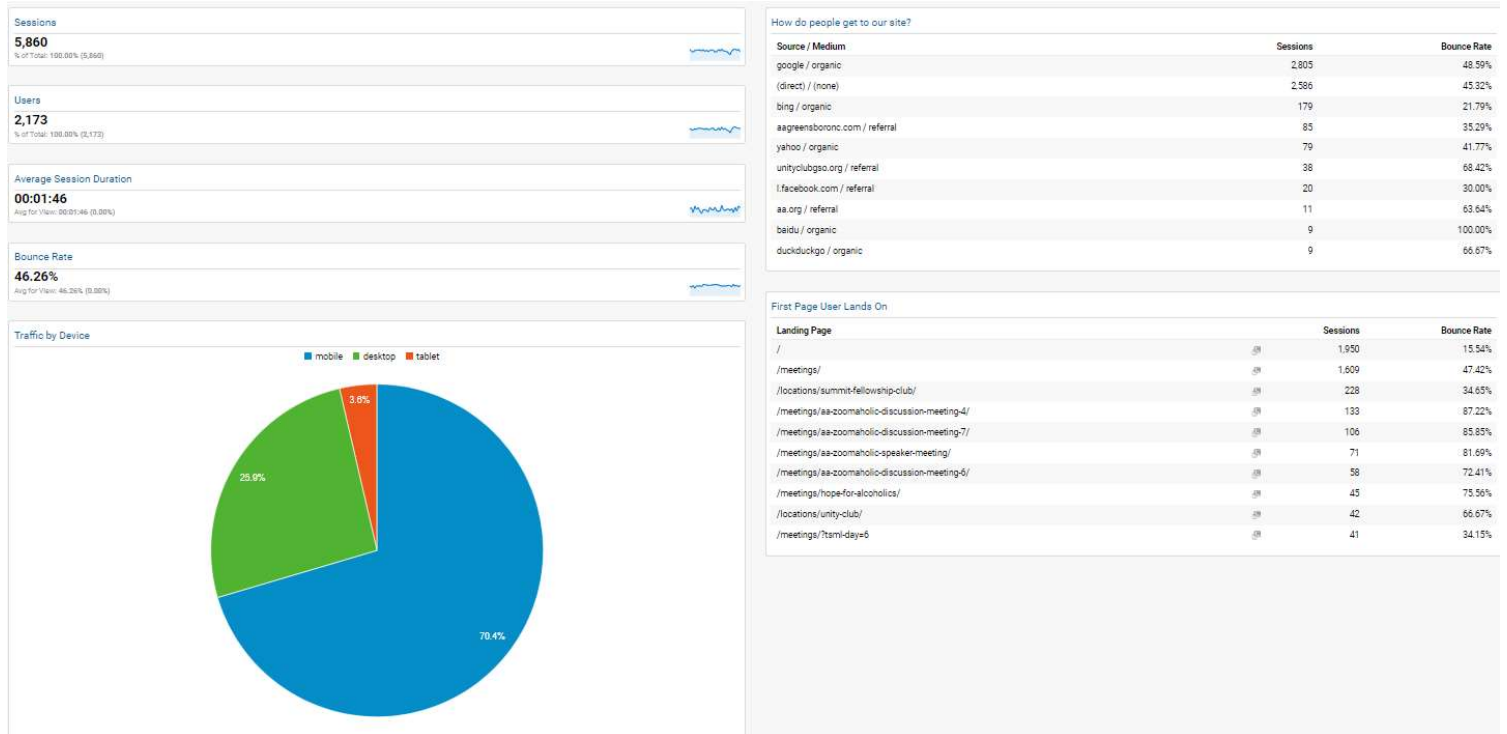 Sessions
5,860
% of Total: 100.00% (5,860)
Users
2,173
% of Total: 100.00% (2,173)
Average Session Duration
00:01:46
Avg for View: 00:01:46 (0.00%)
Bounce Rate
46.26%
Avg for View: 46.26% (0.00%)
Traffic by Device
mobile desktop tablet
3.6%
25.9%
70.4%
How do people get to our site?
Source / Medium Sessions Bounce Rate
google / organic 2,805 48.59%
(direct) / (none) 2,586 45.32%
bing / organic 179 21.79%
aagreensboronc.com / referral 85 35.29%
yahoo / organic 79 41.77%
unityclubgso.org / referral 38 68.42%
l.facebook.com / referral 20 30.00%
aa.org / referral 11 63.64%
baidu / organic 9 100.00%
duckduckgo / organic 9 66.67%
First Page User Lands On
Landing Page Sessions Bounce Rate
/ 1,950 15.54%
/meetings/ 1,609 47.42%
/locations/summit-fellowship-club/ 228 34.65%
/meetings/aa-zoomaholic-discussion-meeting-4/ 133 87.22%
/meetings/aa-zoomaholic-discussion-meeting-7/ 106 85.85%
/meetings/aa-zoomaholic-speaker-meeting/ 71 81.69%
/meetings/aa-zoomaholic-discussion-meeting-6/ 58 72.41%
/meetings/hope-for-alcoholics/ 45 75.56%
/locations/unity-club/ 42 66.67%
/meetings/?tsml-day=6 41 34.15%